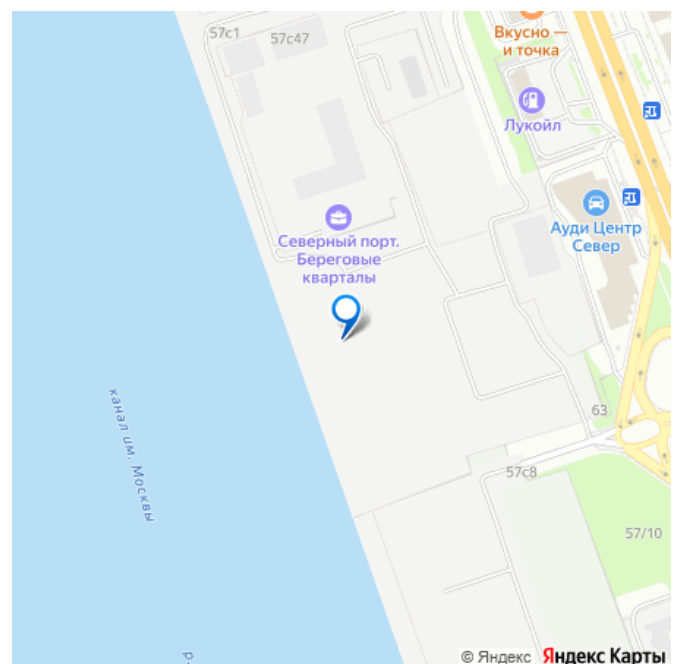 57с1
57с47
Вкусно —
и точка
Лукойл
Ауди Центр
Север
Северный порт.
Береговые
кварталы
канал им. Москвы
63
57с8
57/10
р-
© Яндекс Яндекс Карты